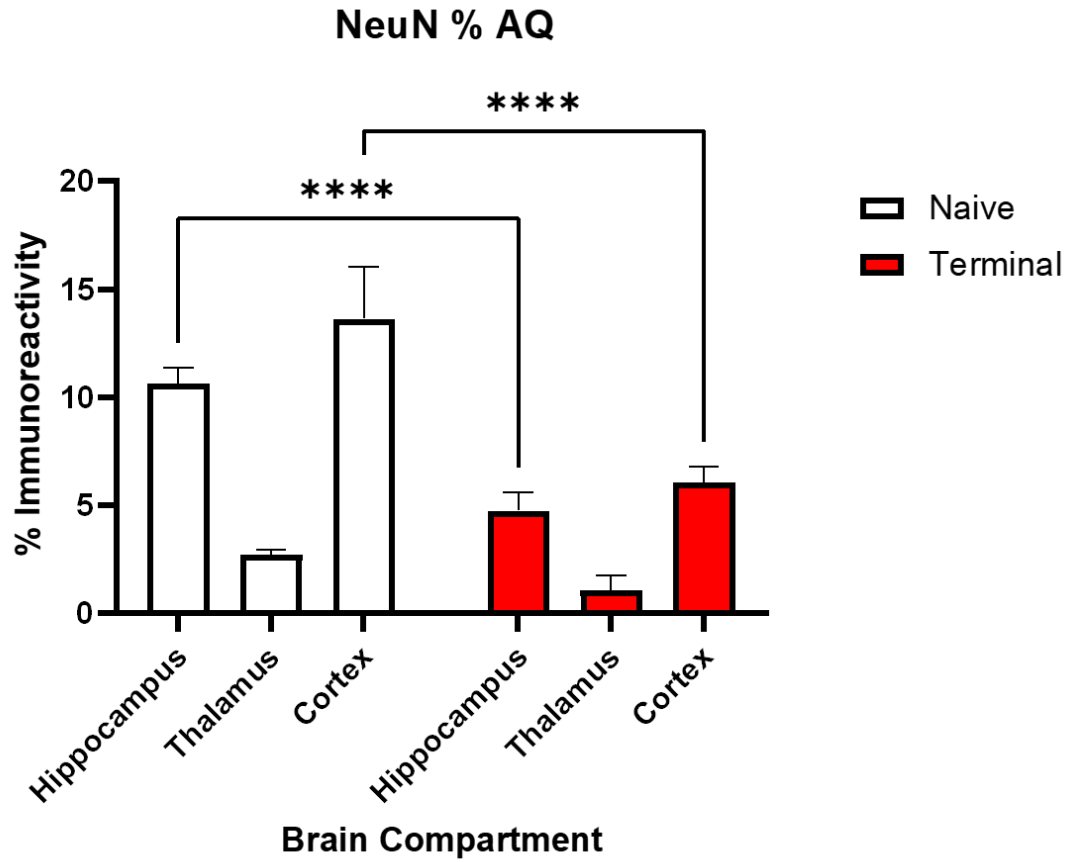 NeuN % AQ
****
****
% Immunoreactivity
20
15
10
5
0
Hippocampus
Thalamus
Cortex
Hippocampus
Thalamus
Cortex
Brain Compartment
Naive
Terminal